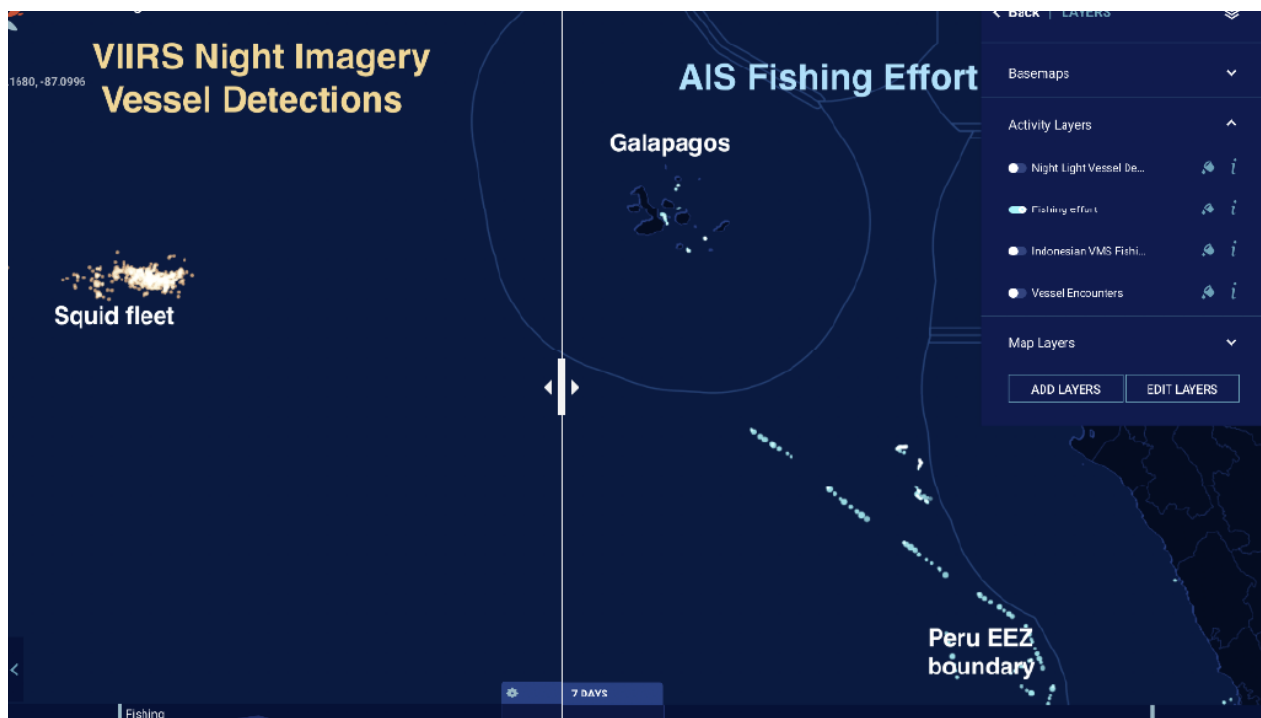 Back | LAYERS
VIIRS Night Imagery
Vessel Detections
1680, -87.0996
AIS Fishing Effort
Galapagos
Squid fleet
Peru EEZ
boundary
Basemaps
Activity Layers
Night Light Vessel De...
Fishing effort
Indonesian VMS Fishi...
Vessel Encounters
Map Layers
ADD LAYERS
EDIT LAYERS
7 DAYS
Fishing